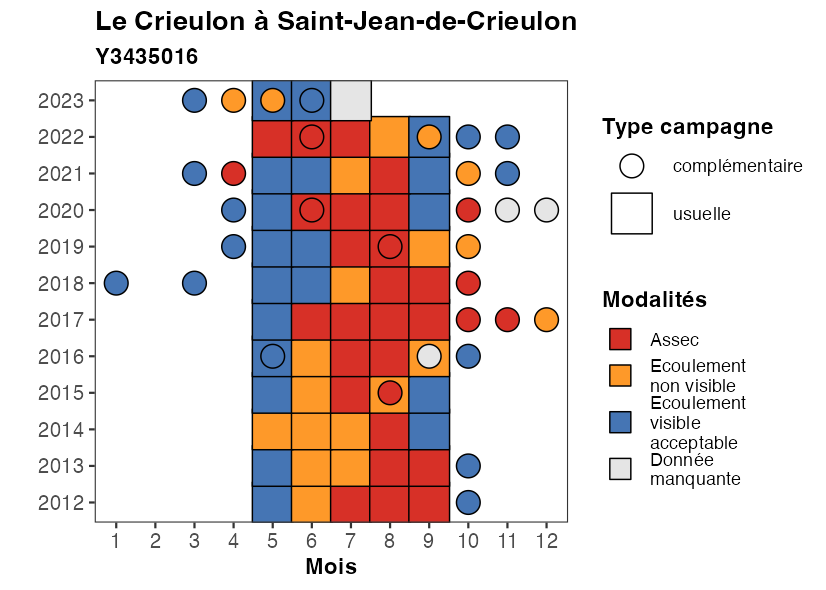 Le Crieulon à Saint-Jean-de-Crieulon
Y3435016
2023
2022
2021
2020
2019
2018
2017
2016
2015
2014
2013
2012
1 2 3 4 5 6 7 8 9 10 11 12
Mois
Type campagne
complémentaire
usuelle
Modalités
Assec
Ecoulement
non visible
Ecoulement
visible
acceptable
Donnée
manquante